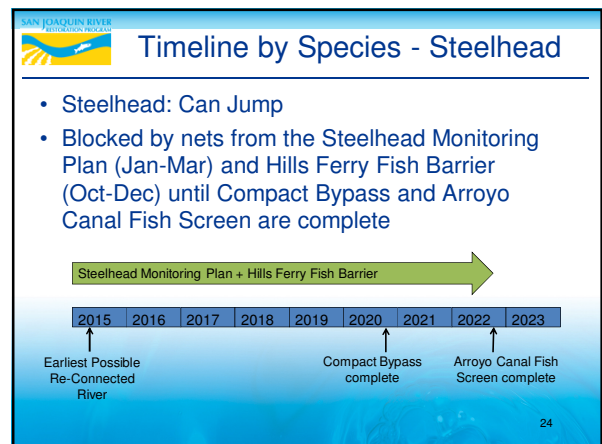 SAN JOAQUIN RIVER
RESTORATION PROGRAM
Timeline by Species - Steelhead
• Steelhead: Can Jump
• Blocked by nets from the Steelhead Monitoring
Plan (Jan-Mar) and Hills Ferry Fish Barrier
(Oct-Dec) until Compact Bypass and Arroyo
Canal Fish Screen are complete
Steelhead Monitoring Plan + Hills Ferry Fish Barrier
2015 2016 2017 2018 2019 2020 2021 2022 2023
Earliest Possible
Re-Connected
River
Compact Bypass
complete
Arroyo Canal Fish
Screen complete
24